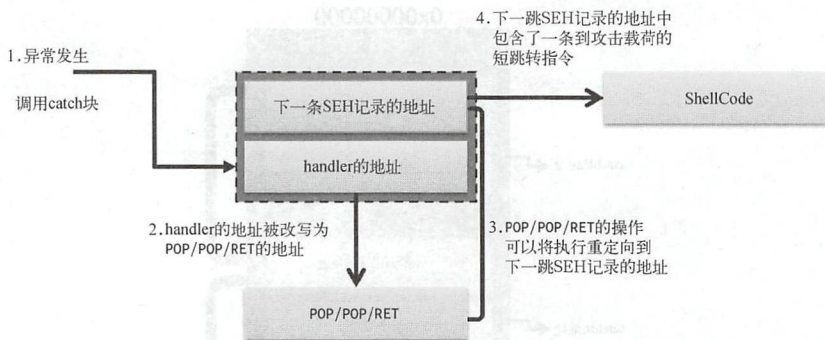 4.下一跳SEH记录的地址中
包含了一条到攻击载荷的
短跳转指令
1.异常发生
调用catch块
下一条SEH记录的地址
ShellCode
handler的地址
2.handler的地址被改写为
POP/POP/RET的地址
3.POP/POP/RET的操作
可以将执行重定向到
下一跳SEH记录的地址
POP/POP/RET